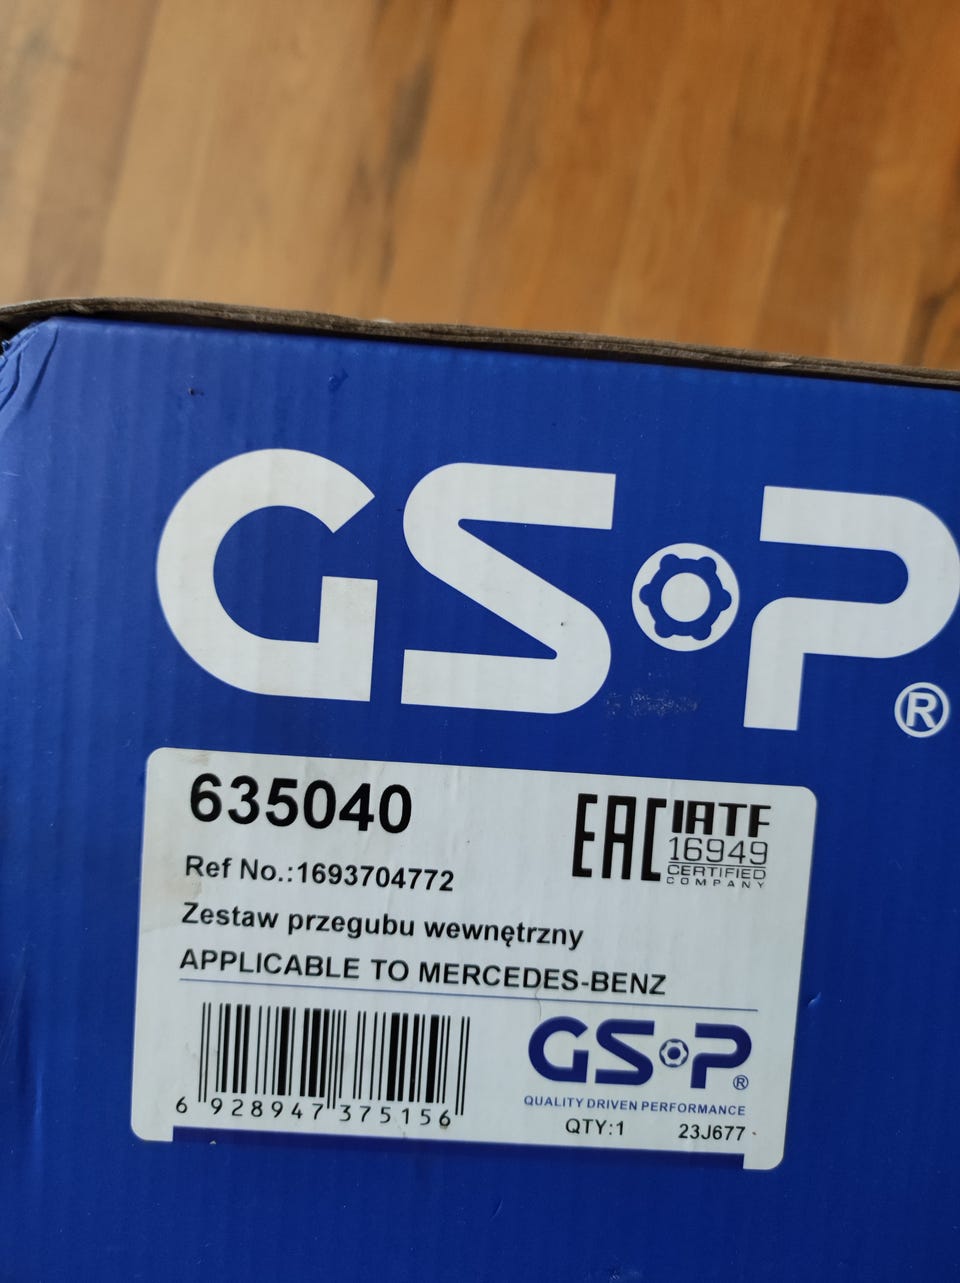 GSP®
635040
EAC
IATF
16949
CERTIFIED
COMPANY
Ref No.:1693704772
Zestaw przegubu wewnętrzny
APPLICABLE TO MERCEDES-BENZ
6 928947 375156
GSP®
QUALITY DRIVEN PERFORMANCE
QTY:1 23J677